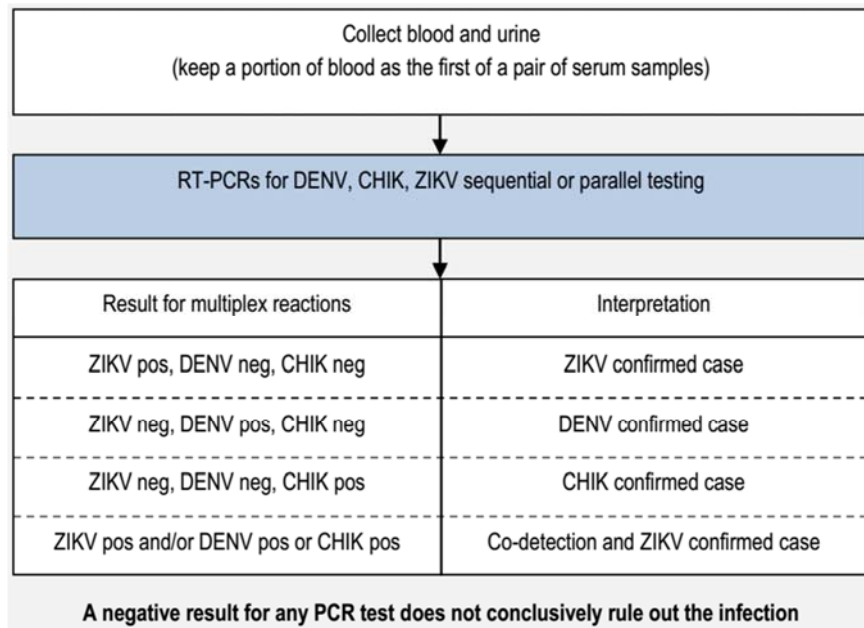 Collect blood and urine
(keep a portion of blood as the first of a pair of serum samples)
RT-PCRs for DENV, CHIK, ZIKV sequential or parallel testing
Result for multiplex reactions
Interpretation
ZIKV pos, DENV neg, CHIK neg
ZIKV confirmed case
ZIKV neg, DENV pos, CHIK neg
DENV confirmed case
ZIKV neg, DENV neg, CHIK pos
CHIK confirmed case
ZIKV pos and/or DENV pos or CHIK pos
Co-detection and ZIKV confirmed case
A negative result for any PCR test does not conclusively rule out the infection